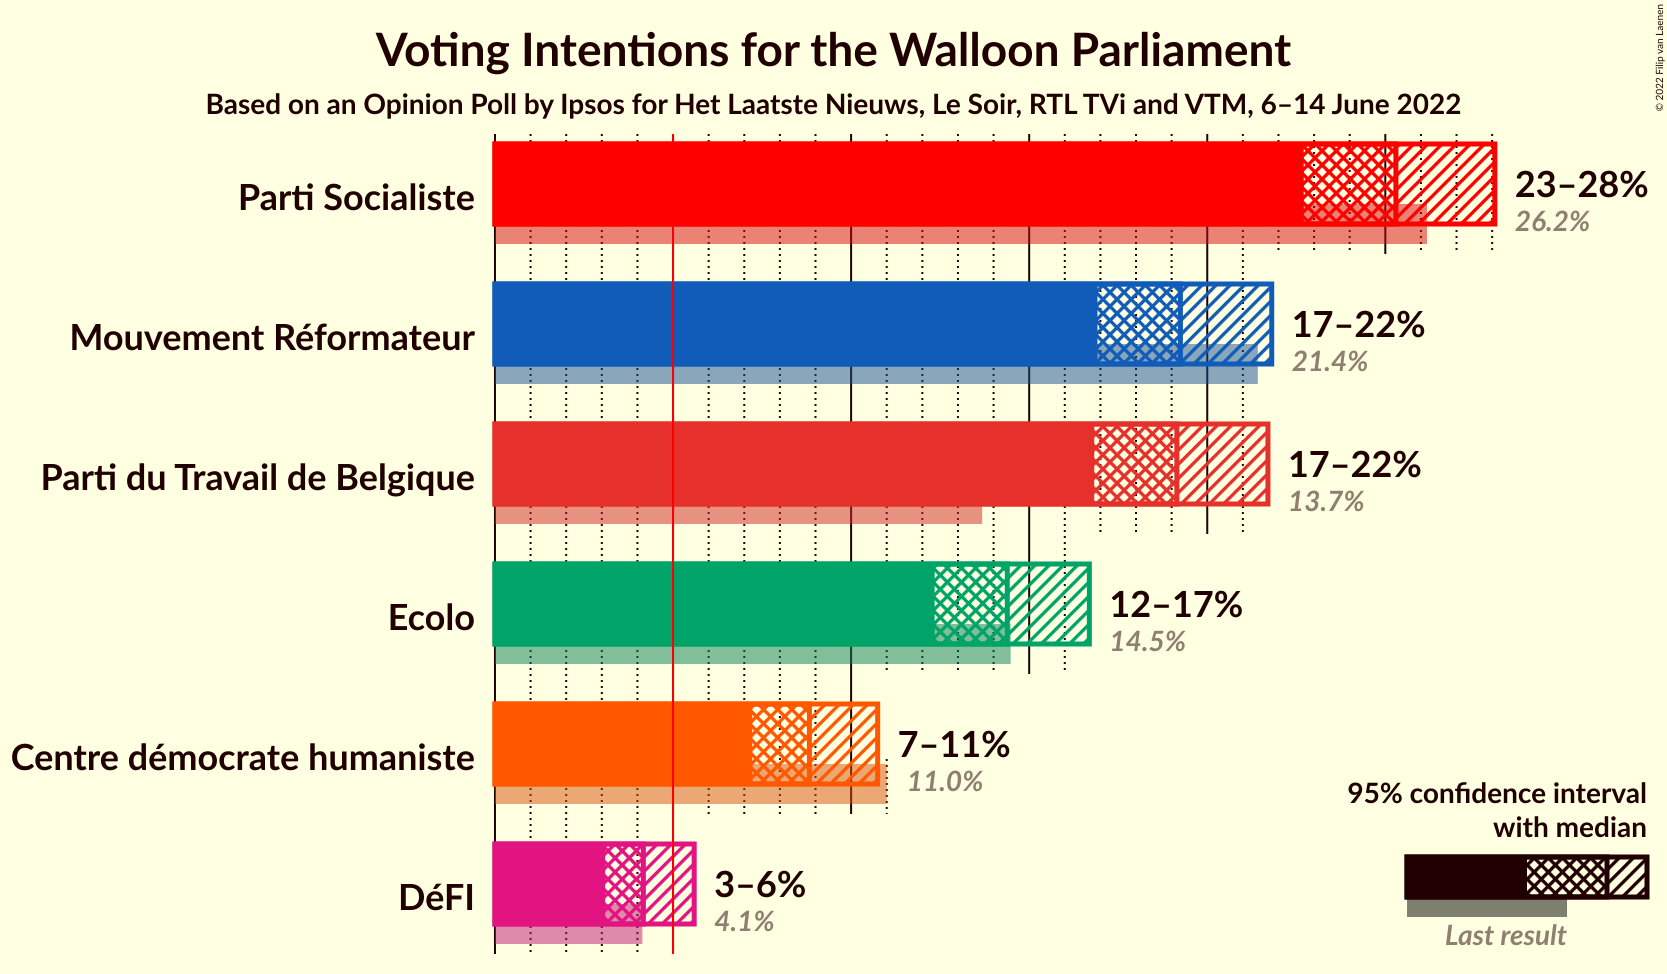 Voting Intentions for the Walloon Parliament
Based on an Opinion Poll by Ipsos for Het Laatste Nieuws, Le Soir, RTL TVi and VTM, 6–14 June 2022
© 2022 Filip van Laenen
Parti Socialiste
23–28%
26.2%
Mouvement Réformateur
17–22%
21.4%
Parti du Travail de Belgique
17–22%
13.7%
Ecolo
12–17%
14.5%
Centre démocrate humaniste
7–11%
11.0%
DéFI
3–6%
4.1%
95% confidence interval
with median
Last result